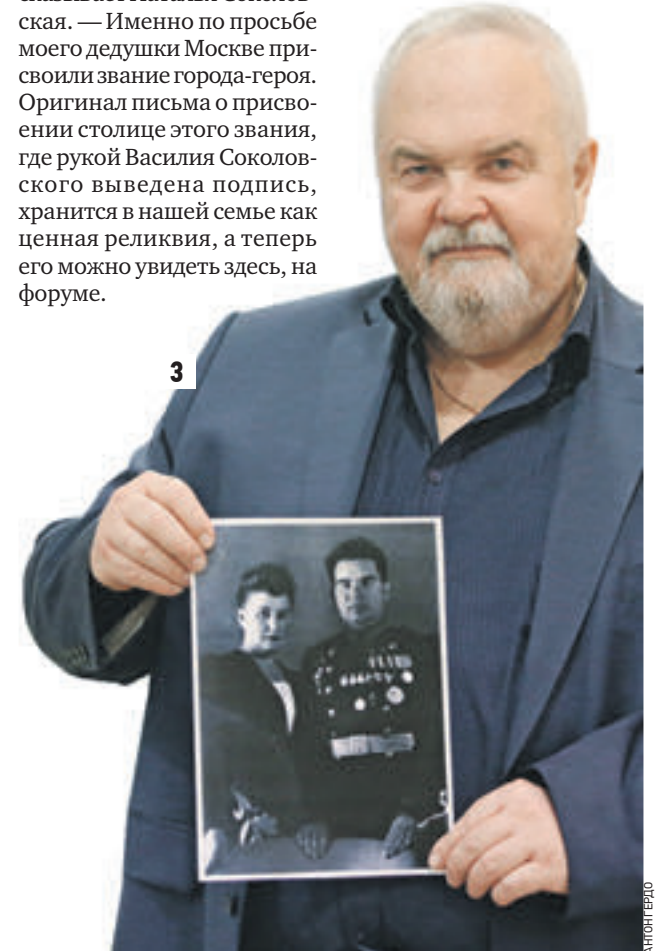 ская. — Именно по просьбе
моего дедушки Москве при-
своили звание города-героя.
Оригинал письма о присво-
ении столице этого звания,
где рукой Василия Соколов-
ского выведена подпись,
хранится в нашей семье как
ценная реликвия, а теперь
его можно увидеть здесь, на
форуме.
3
АНТОН ГЕРДО